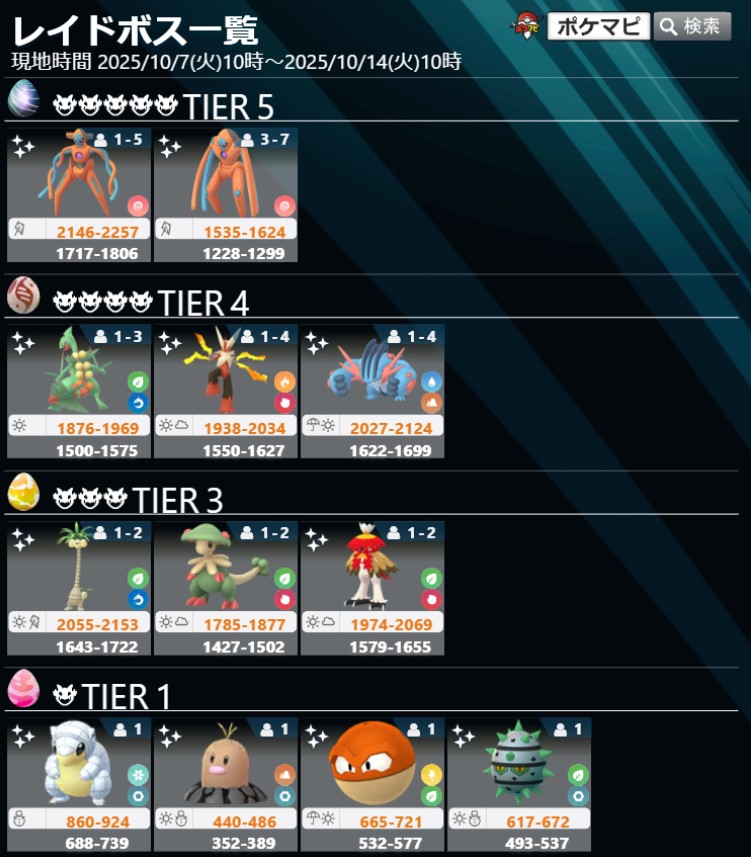 レイドボス一覧
ポケマピ 検索
現地時間 2025/10/7(火)10時～2025/10/14(火)10時
TIER 5
1-5 3-7
2146-2257 1535-1624
1717-1806 1228-1299
TIER 4
1-3 1-4 1-4
1876-1969 1938-2034 2027-2124
1500-1575 1550-1627 1622-1699
TIER 3
1-2 1-2 1-2
2055-2153 1785-1877 1974-2069
1643-1722 1427-1502 1579-1655
TIER 1
1 1 1 1
860-924 440-486 665-721 617-672
688-739 352-389 532-577 493-537